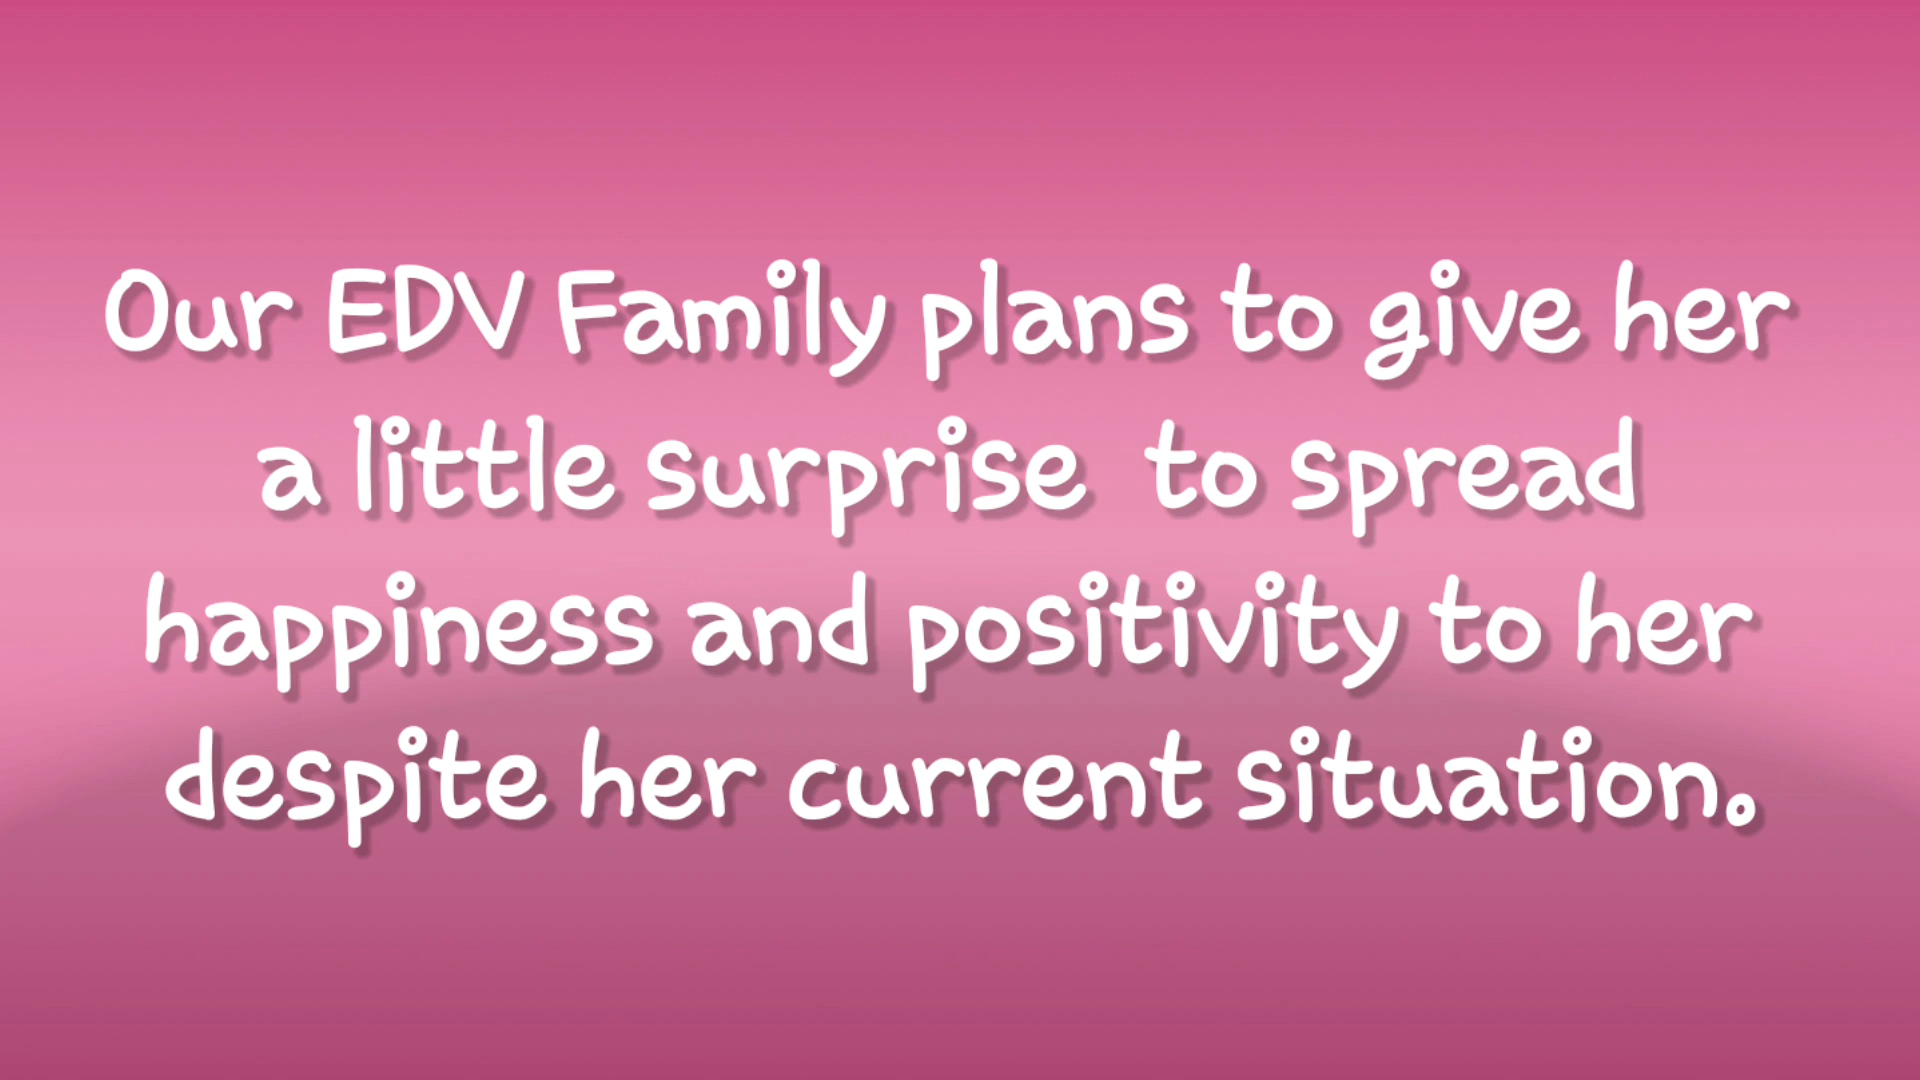 Our EDV Family plans to give her
a little surprise  to spread
happiness and positivity to her
despite her current situation.